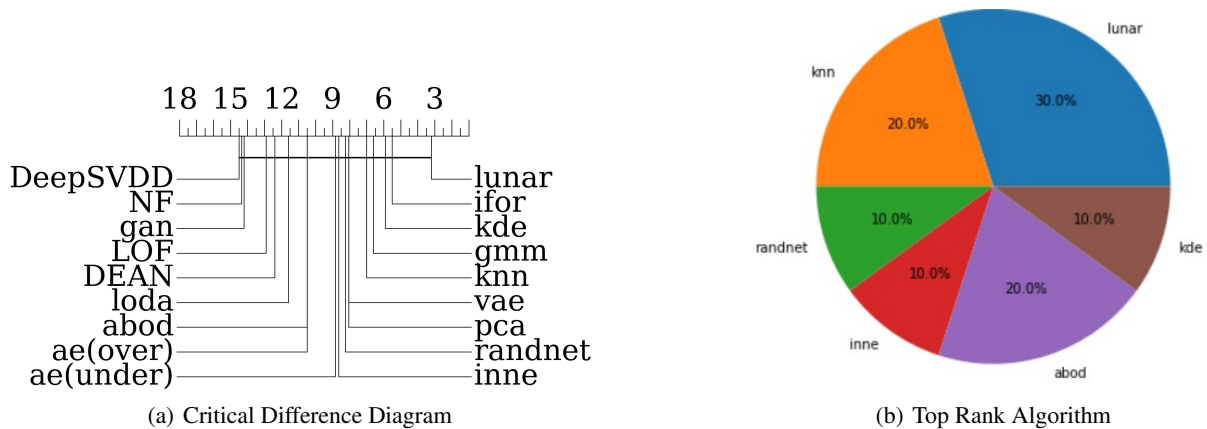 18 15 12 9 6 3
DeepSVDD lunar
NF ifor
gan kde
LOF gmm
DEAN knn
loda vae
abod pca
ae(over) randnet
ae(under) inne
(a) Critical Difference Diagram
lunar
knn
30.0%
20.0%
10.0% 10.0%
randnet kde
10.0%
20.0%
inne
abod
(b) Top Rank Algorithm